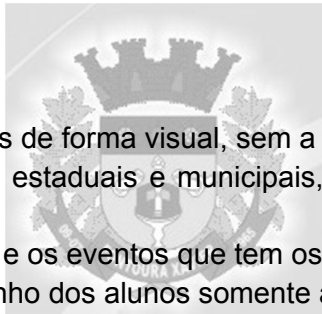 s de forma visual, sem a
estaduais e municipais,
e os eventos que tem os
nho dos alunos somente a